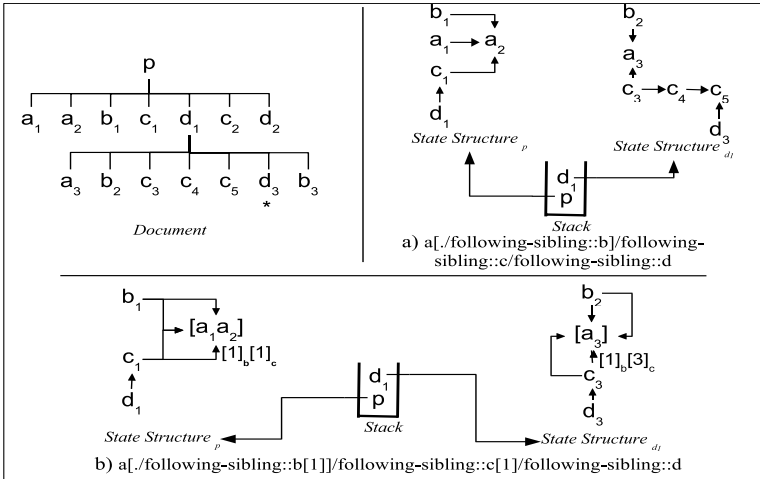 p
a₁ a₂ b₁ c₁ d₁ c₂ d₂
a₃ b₂ c₃ c₄ c₅ d₃ b₃
*
Document
b₁
a₁ a₂
c₁
d₁
State Structure ₚ
b₂
a₃
c₃ c₄ c₅
d₃
State Structure d1
d₁
p
Stack
a) a[./following-sibling::b]/following-
sibling::c/following-sibling::d
b₁
[a₁a₂]
[1]b[1]c
c₁
d₁
State Structure ₚ
d₁
p
Stack
b₂
[a₃]
[1]b[3]c
c₃
d₃
State Structure d1
b) a[./following-sibling::b[1]]/following-sibling::c[1]/following-sibling::d